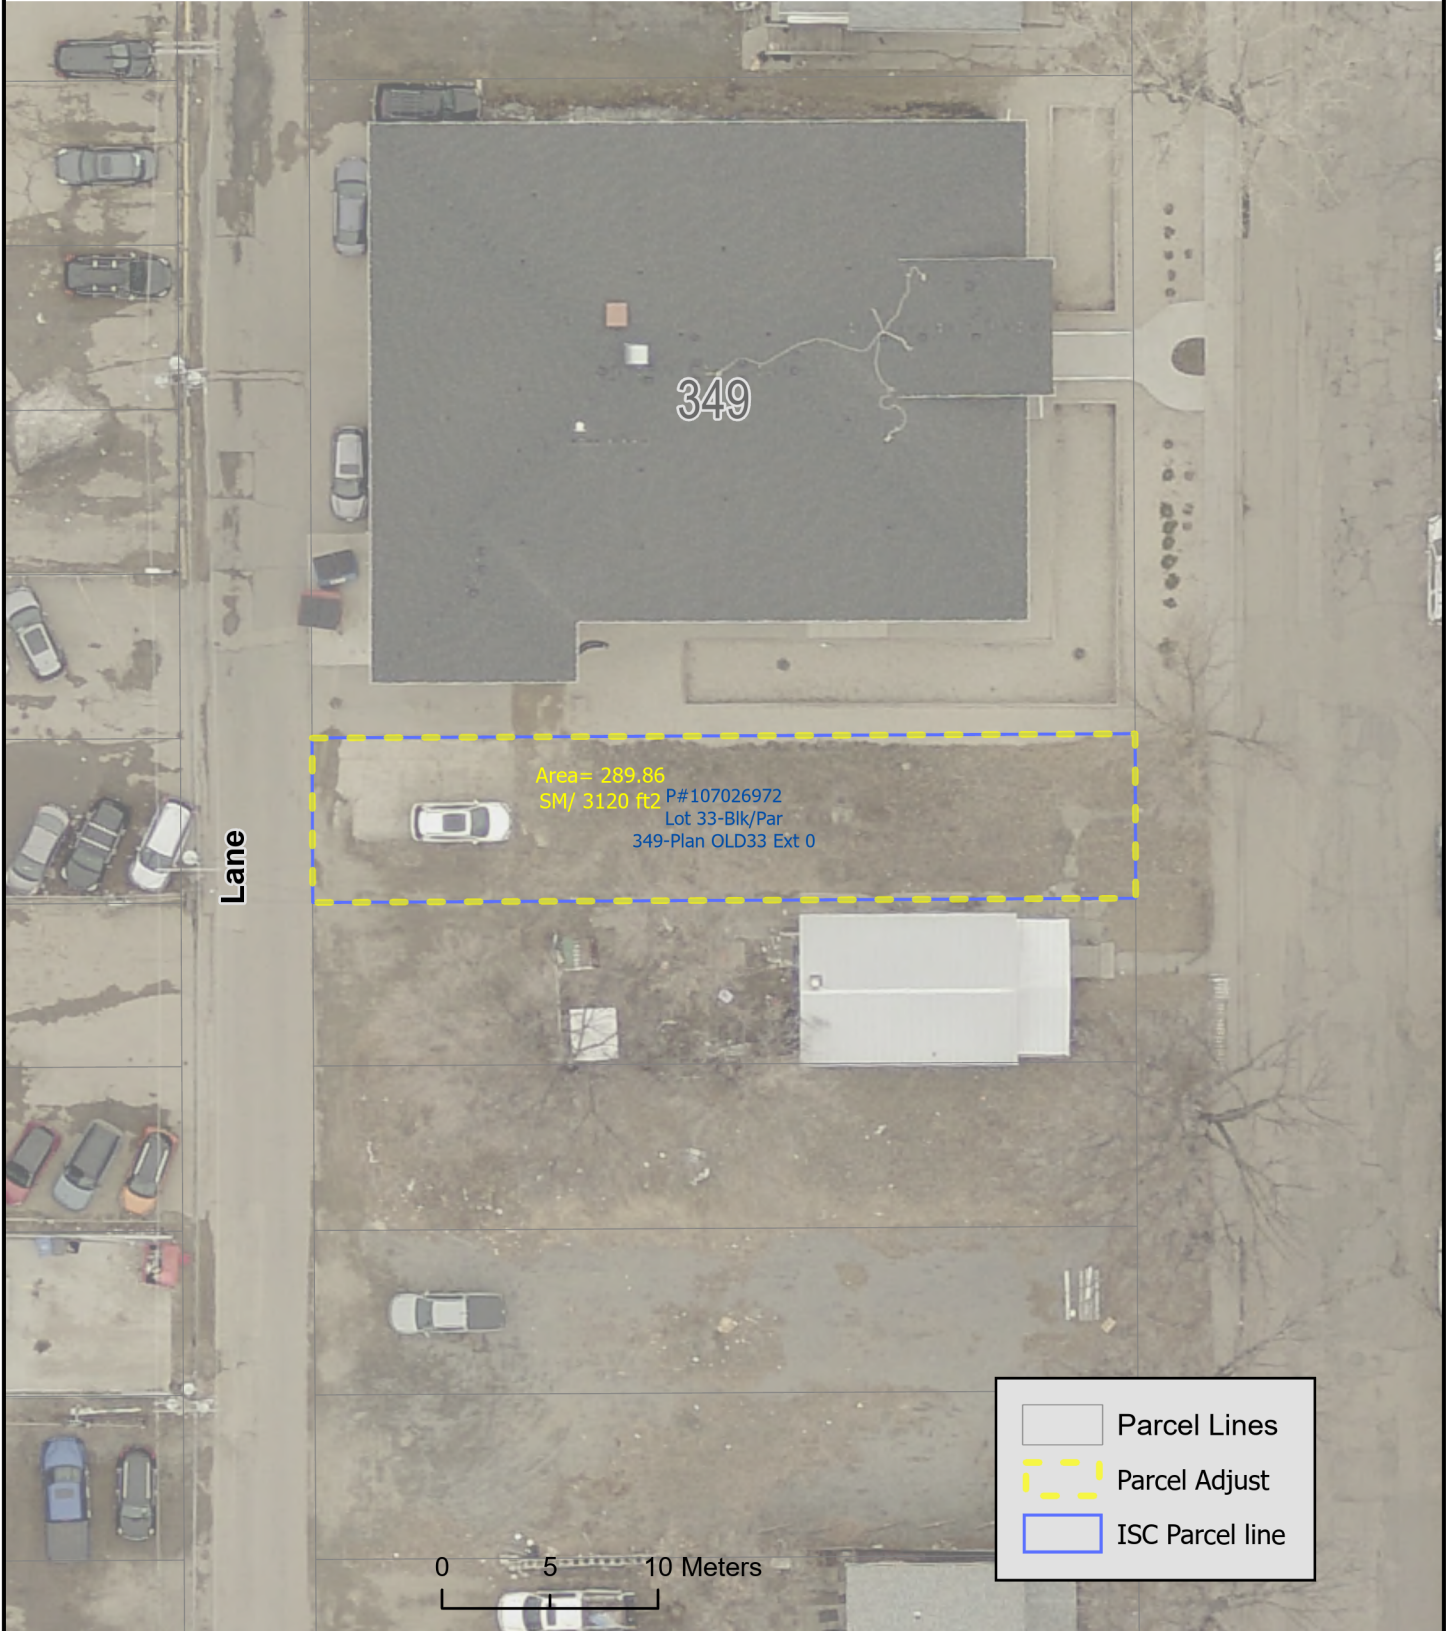 349
Area= 289.86
SM/ 3120 ft2
P#107026972
Lot 33-Blk/Par
349-Plan OLD33 Ext 0
Lane
Parcel Lines
Parcel Adjust
ISC Parcel line
0 5 10 Meters